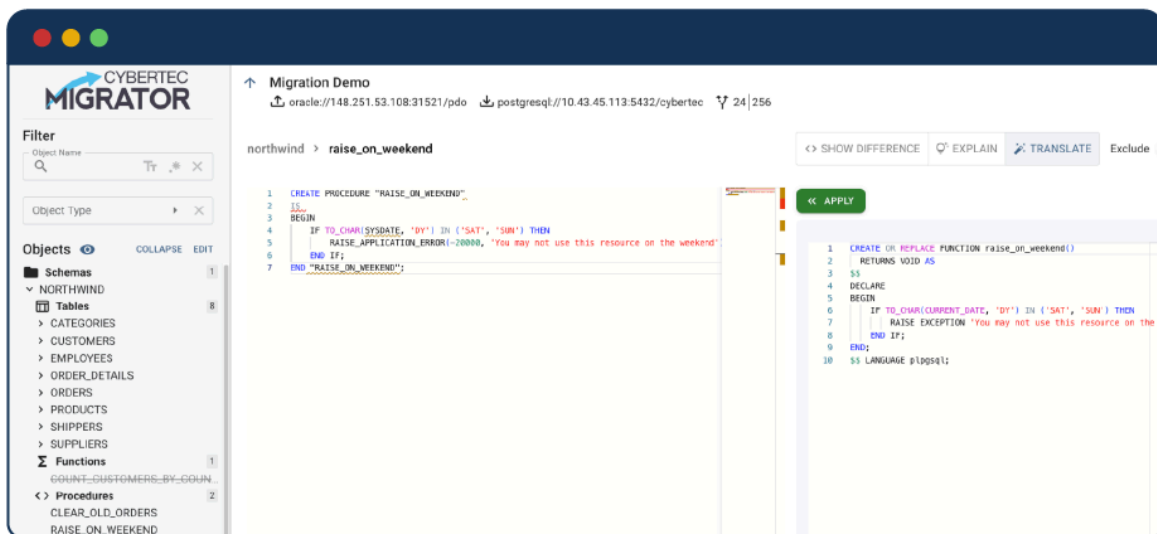 CYBERTEC
MIGRATOR
Migration Demo
oracle://148.251.53.108:31521/pdo postgresql://10.43.45.113:5432/cybertec 24|256
Filter
Object Name
Object Type
Objects COLLAPSE EDIT
Schemas 1
NORTHWIND
Tables 8
CATEGORIES
CUSTOMERS
EMPLOYEES
ORDER_DETAILS
ORDERS
PRODUCTS
SHIPPERS
SUPPLIERS
Functions 1
COUNT_CUSTOMERS_BY_COUN...
Procedures 2
CLEAR_OLD_ORDERS
RAISE_ON_WEEKEND
northwind > raise_on_weekend
<> SHOW DIFFERENCE EXPLAIN TRANSLATE Exclude
1 CREATE PROCEDURE "RAISE_ON_WEEKEND"
2 IS
3 BEGIN
4 IF TO_CHAR(SYSDATE, 'DY') IN ('SAT', 'SUN') THEN
5 RAISE_APPLICATION_ERROR(-20000, 'You may not use this resource on the weekend'
6 END IF;
7 END "RAISE_ON_WEEKEND";
« APPLY
1 CREATE OR REPLACE FUNCTION raise_on_weekend()
2 RETURNS VOID AS
3 $$
4 DECLARE
5 BEGIN
6 IF TO_CHAR(CURRENT_DATE, 'DY') IN ('SAT', 'SUN') THEN
7 RAISE EXCEPTION 'You may not use this resource on the
8 END IF;
9 END;
10 $$ LANGUAGE plpgsql;